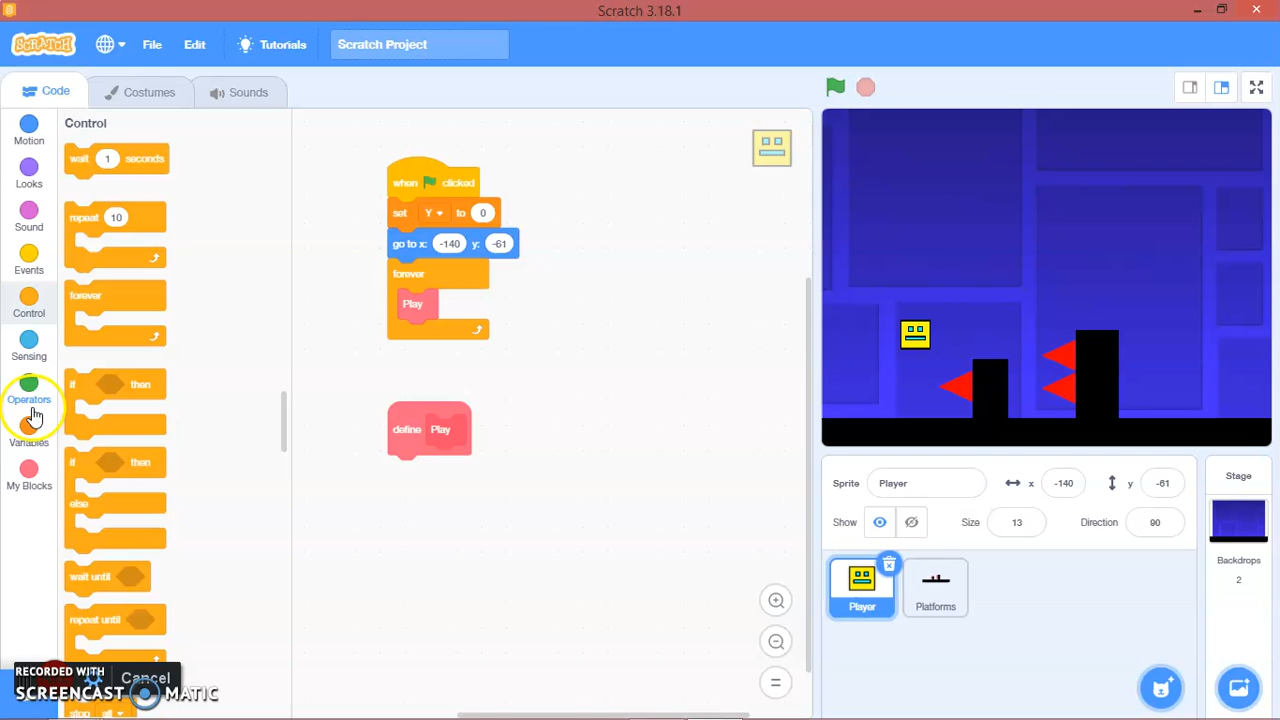 Scratch 3.18.1
SCRATCH File Edit Tutorials Scratch Project
Code Costumes Sounds
Motion
Looks
Sound
Events
Control
Sensing
Operators
Variables
My Blocks
Control
wait 1 seconds
repeat 10
forever
if then
if then
else
wait until
repeat until
stop all
when clicked
set Y to 0
go to x: -140 y: -61
forever
Play
define Play
Sprite Player x -140 y -61
Show Size 13 Direction 90
Player
Platforms
Stage
Backdrops
2
RECORDED WITH
SCREENCAST MATIC
Cancel